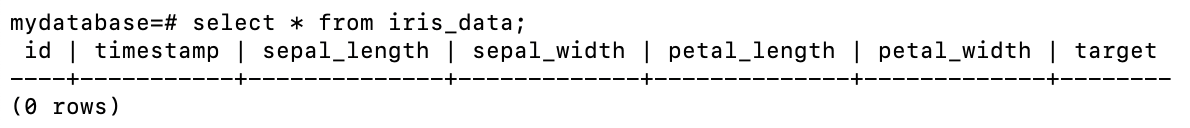 mydatabase=# select * from iris_data;
 id | timestamp | sepal_length | sepal_width | petal_length | petal_width | target
----+-----------+--------------+-------------+--------------+-------------+--------
(0 rows)